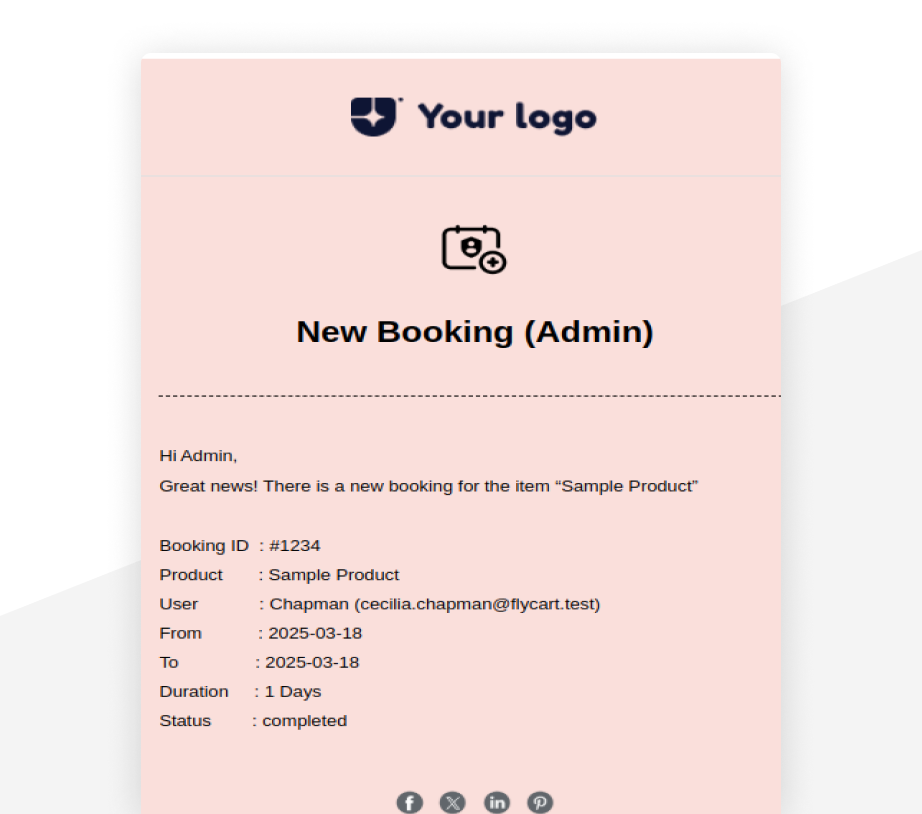 Your logo
New Booking (Admin)
Hi Admin,
Great news! There is a new booking for the item “Sample Product”
Booking ID : #1234
Product : Sample Product
User : Chapman (cecilia.chapman@flycart.test)
From : 2025-03-18
To : 2025-03-18
Duration : 1 Days
Status : completed